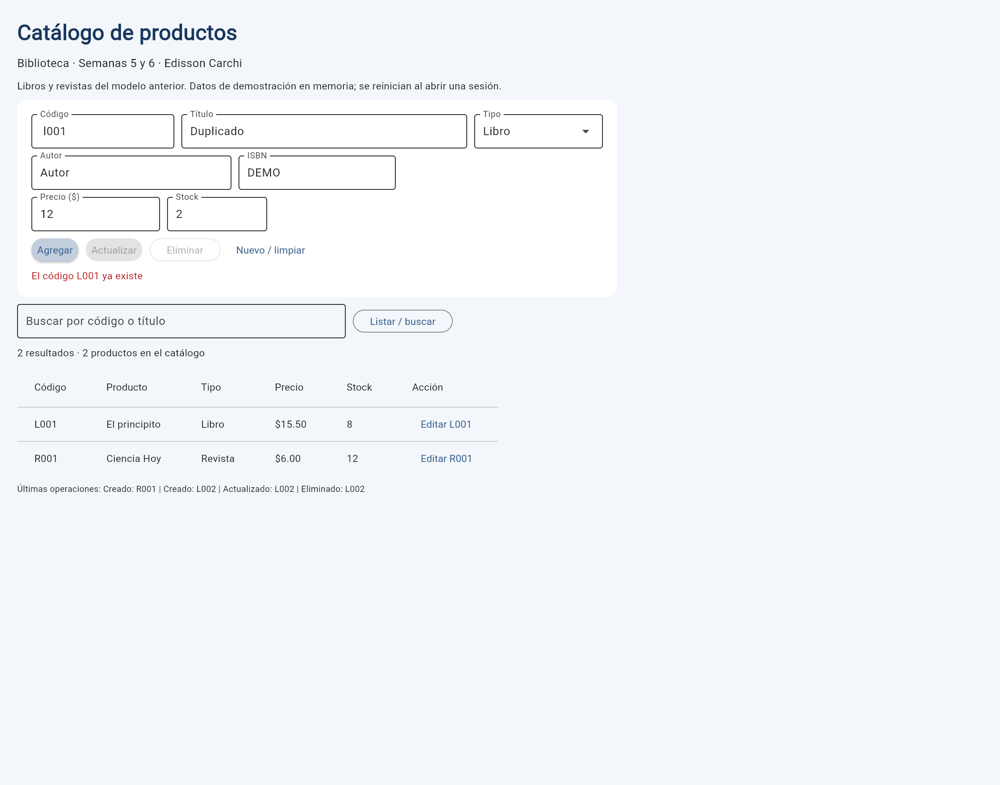 Catálogo de productos
Biblioteca · Semanas 5 y 6 · Edisson Carchi
Libros y revistas del modelo anterior. Datos de demostración en memoria; se reinician al abrir una sesión.
Código Título Tipo
l001 Duplicado Libro
Autor ISBN
Autor DEMO
Precio ($) Stock
12 2
Agregar Actualizar Eliminar Nuevo / limpiar
El código L001 ya existe
Buscar por código o título Listar / buscar
2 resultados · 2 productos en el catálogo
Código Producto Tipo Precio Stock Acción
L001 El principito Libro $15.50 8 Editar L001
R001 Ciencia Hoy Revista $6.00 12 Editar R001
Últimas operaciones: Creado: R001 | Creado: L002 | Actualizado: L002 | Eliminado: L002